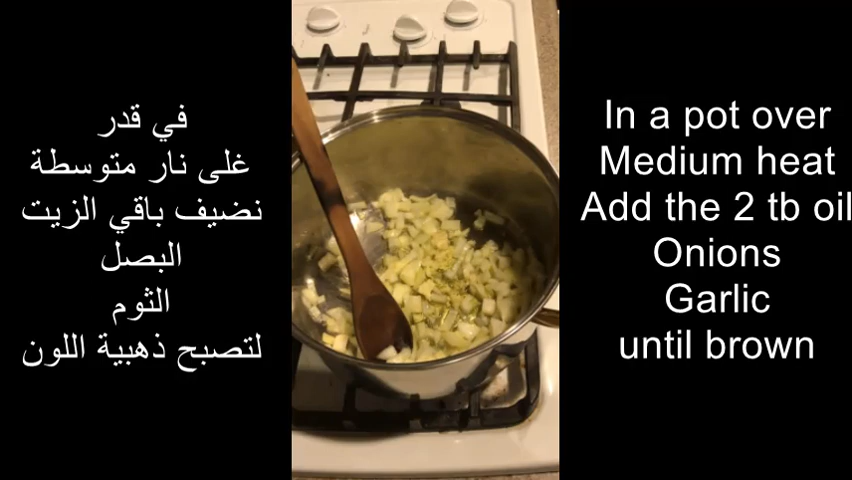 في قدر
غلى نار متوسطة
نضيف باقي الزيت
البصل
الثوم
لتصبح ذهبية اللون
In a pot over
Medium heat
Add the 2 tb oil
Onions
Garlic
until brown